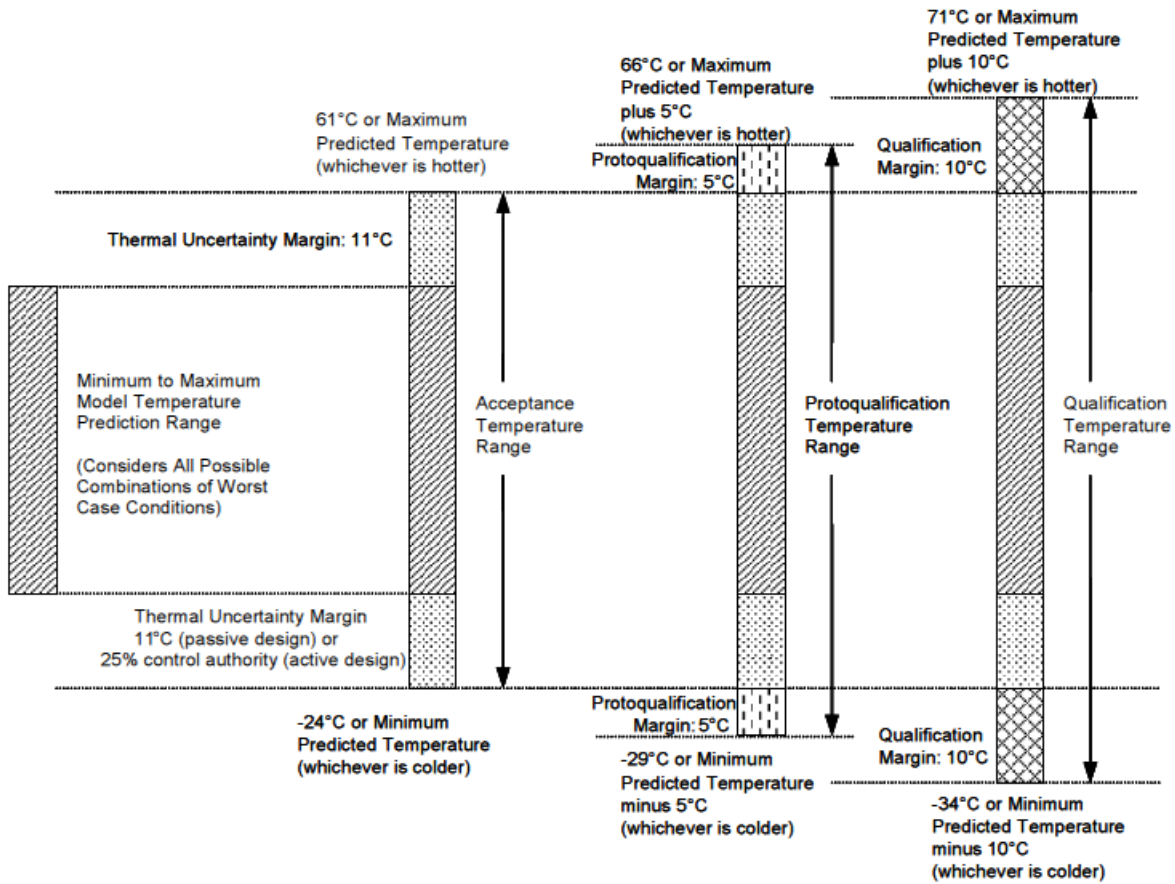 71°C or Maximum
Predicted Temperature
plus 10°C
(whichever is hotter)
66°C or Maximum
Predicted Temperature
plus 5°C
(whichever is hotter)
61°C or Maximum
Predicted Temperature
(whichever is hotter)
Protoqualification
Margin: 5°C
Qualification
Margin: 10°C
Thermal Uncertainty Margin: 11°C
Minimum to Maximum
Model Temperature
Prediction Range
(Considers All Possible
Combinations of Worst
Case Conditions)
Acceptance
Temperature
Range
Protoqualification
Temperature
Range
Qualification
Temperature
Range
Thermal Uncertainty Margin
11°C (passive design) or
25% control authority (active design)
-24°C or Minimum
Predicted Temperature
(whichever is colder)
Protoqualification
Margin: 5°C
-29°C or Minimum
Predicted Temperature
minus 5°C
(whichever is colder)
Qualification
Margin: 10°C
-34°C or Minimum
Predicted Temperature
minus 10°C
(whichever is colder)